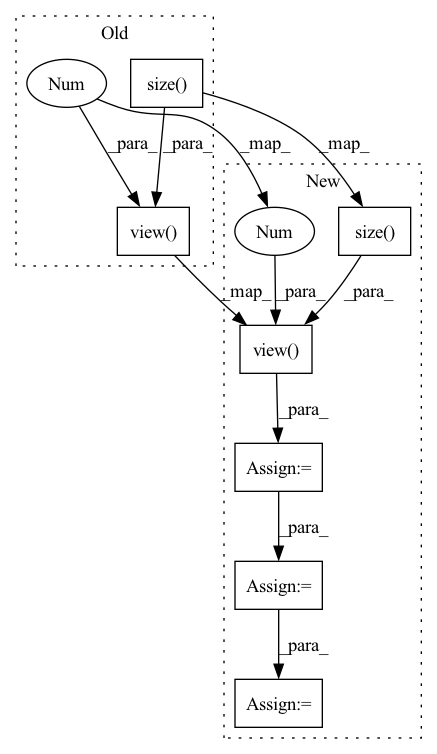 Old
Num
size()
_para_
_para_
_map_
_map_
New
view()
Num
size()
_map_
_para_
_para_
view()
_para_
Assign:=
_para_
Assign:=
_para_
Assign:=